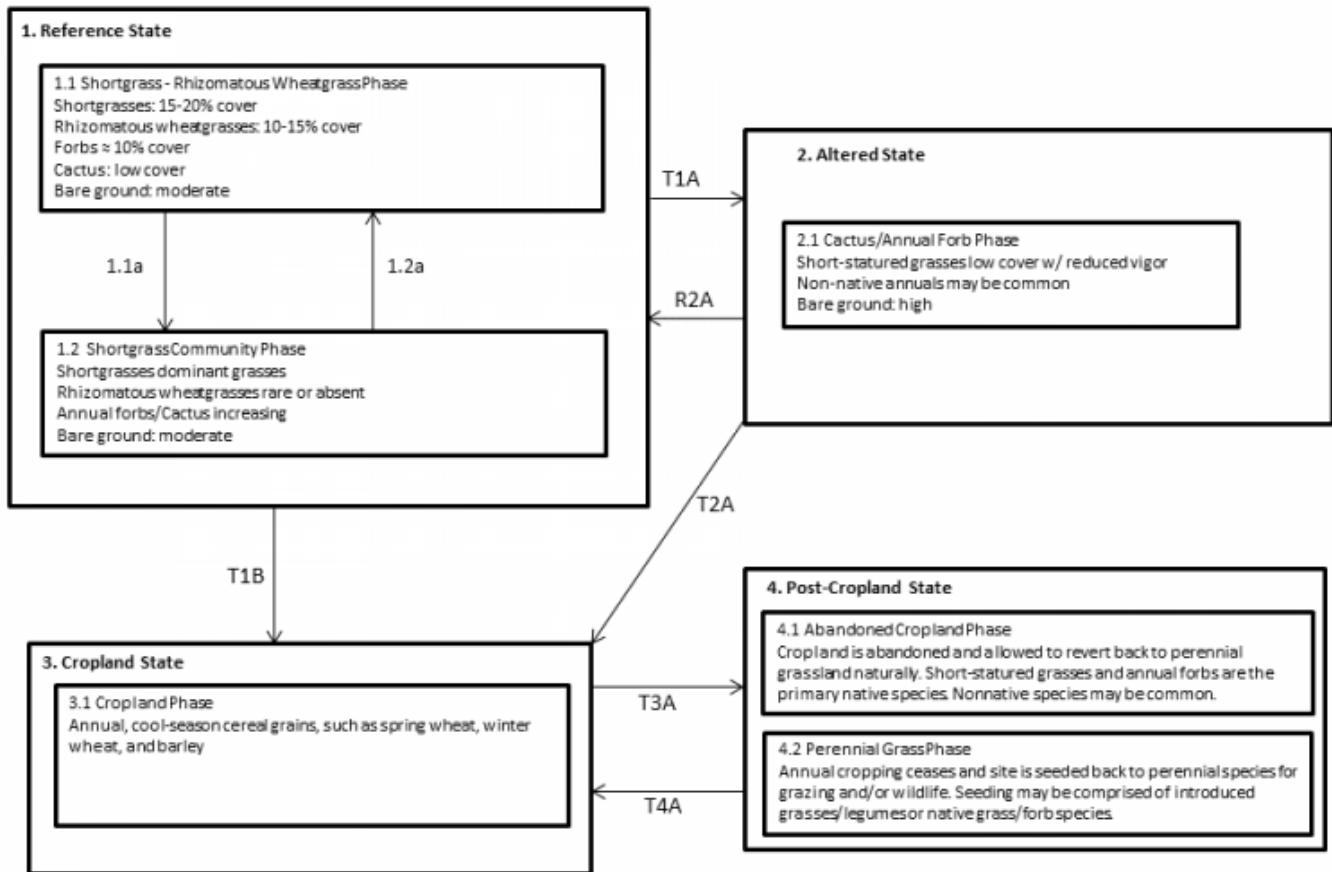 1. Reference State
1.1 Shortgrass - Rhizomatous Wheatgrass Phase
Shortgrasses: 15-20% cover
Rhizomatous wheatgrasses: 10-15% cover
Forbs ≈ 10% cover
Cactus: low cover
Bare ground: moderate
1.1a
1.2a
1.2 Shortgrass Community Phase
Shortgrasses dominant grasses
Rhizomatous wheatgrasses rare or absent
Annual forbs/Cactus increasing
Bare ground: moderate
T1A
R2A
2. Altered State
2.1 Cactus/Annual Forb Phase
Short-statured grasses low cover w/ reduced vigor
Non-native annuals may be common
Bare ground: high
T1B
T2A
3. Cropland State
3.1 Cropland Phase
Annual, cool-season cereal grains, such as spring wheat, winter
wheat, and barley
T3A
T4A
4. Post-Cropland State
4.1 Abandoned Cropland Phase
Cropland is abandoned and allowed to revert back to perennial
grassland naturally. Short-statured grasses and annual forbs are the
primary native species. Nonnative species may be common.
4.2 Perennial Grass Phase
Annual cropping ceases and site is seeded back to perennial species for
grazing and/or wildlife. Seeding may be comprised of introduced
grasses/legumes or native grass/forb species.